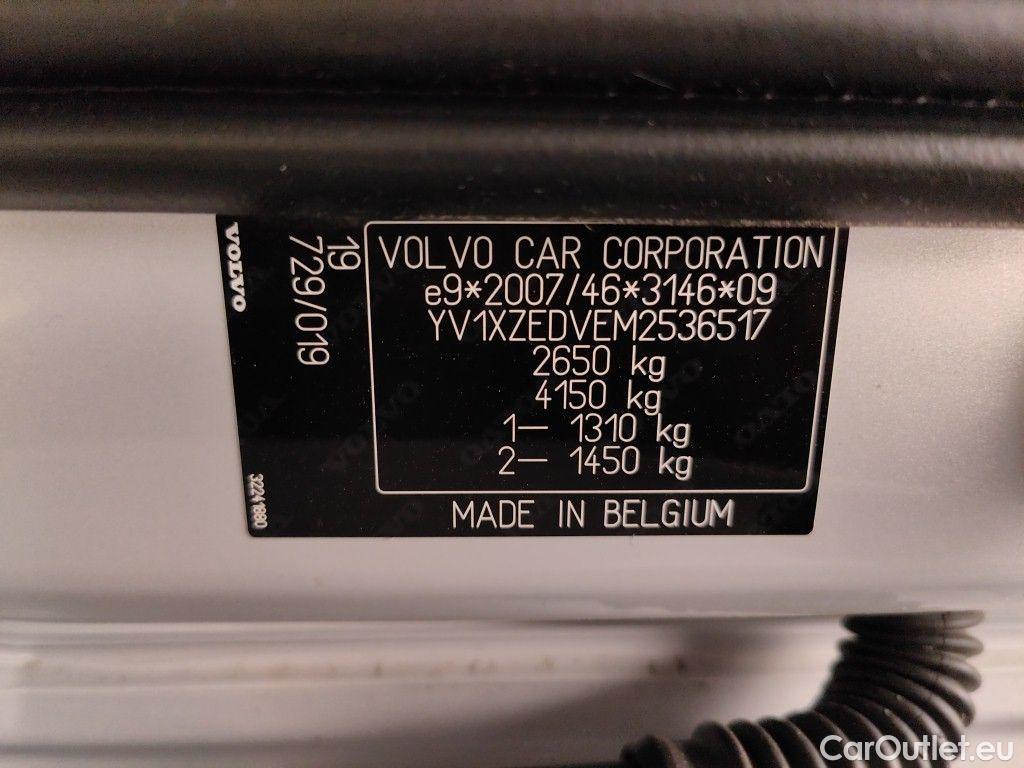 VOLVO
19
729/019
32241880
VOLVO CAR CORPORATION
e9*2007/46*3146*09
YV1XZEDVEM2536517
2650 kg
4150 kg
1— 1310 kg
2— 1450 kg
MADE IN BELGIUM
CarOutlet.eu